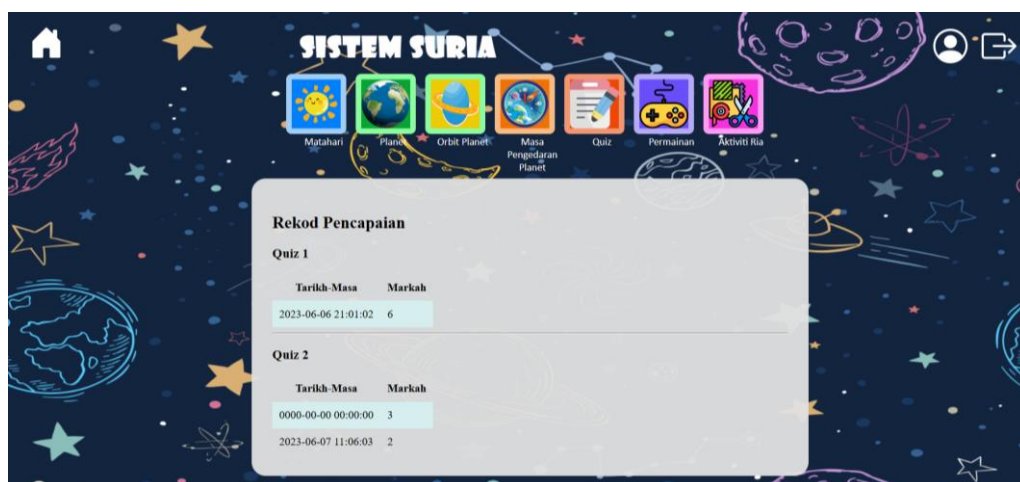 SISTEM SURIA
Matahari
Planet
Orbit Planet
Masa
Pengedaran
Planet
Quiz
Permainan
Aktiviti Ria
Rekod Pencapaian
Quiz 1
Tarikh-Masa Markah
2023-06-06 21:01:02 6
Quiz 2
Tarikh-Masa Markah
0000-00-00 00:00:00 3
2023-06-07 11:06:03 2